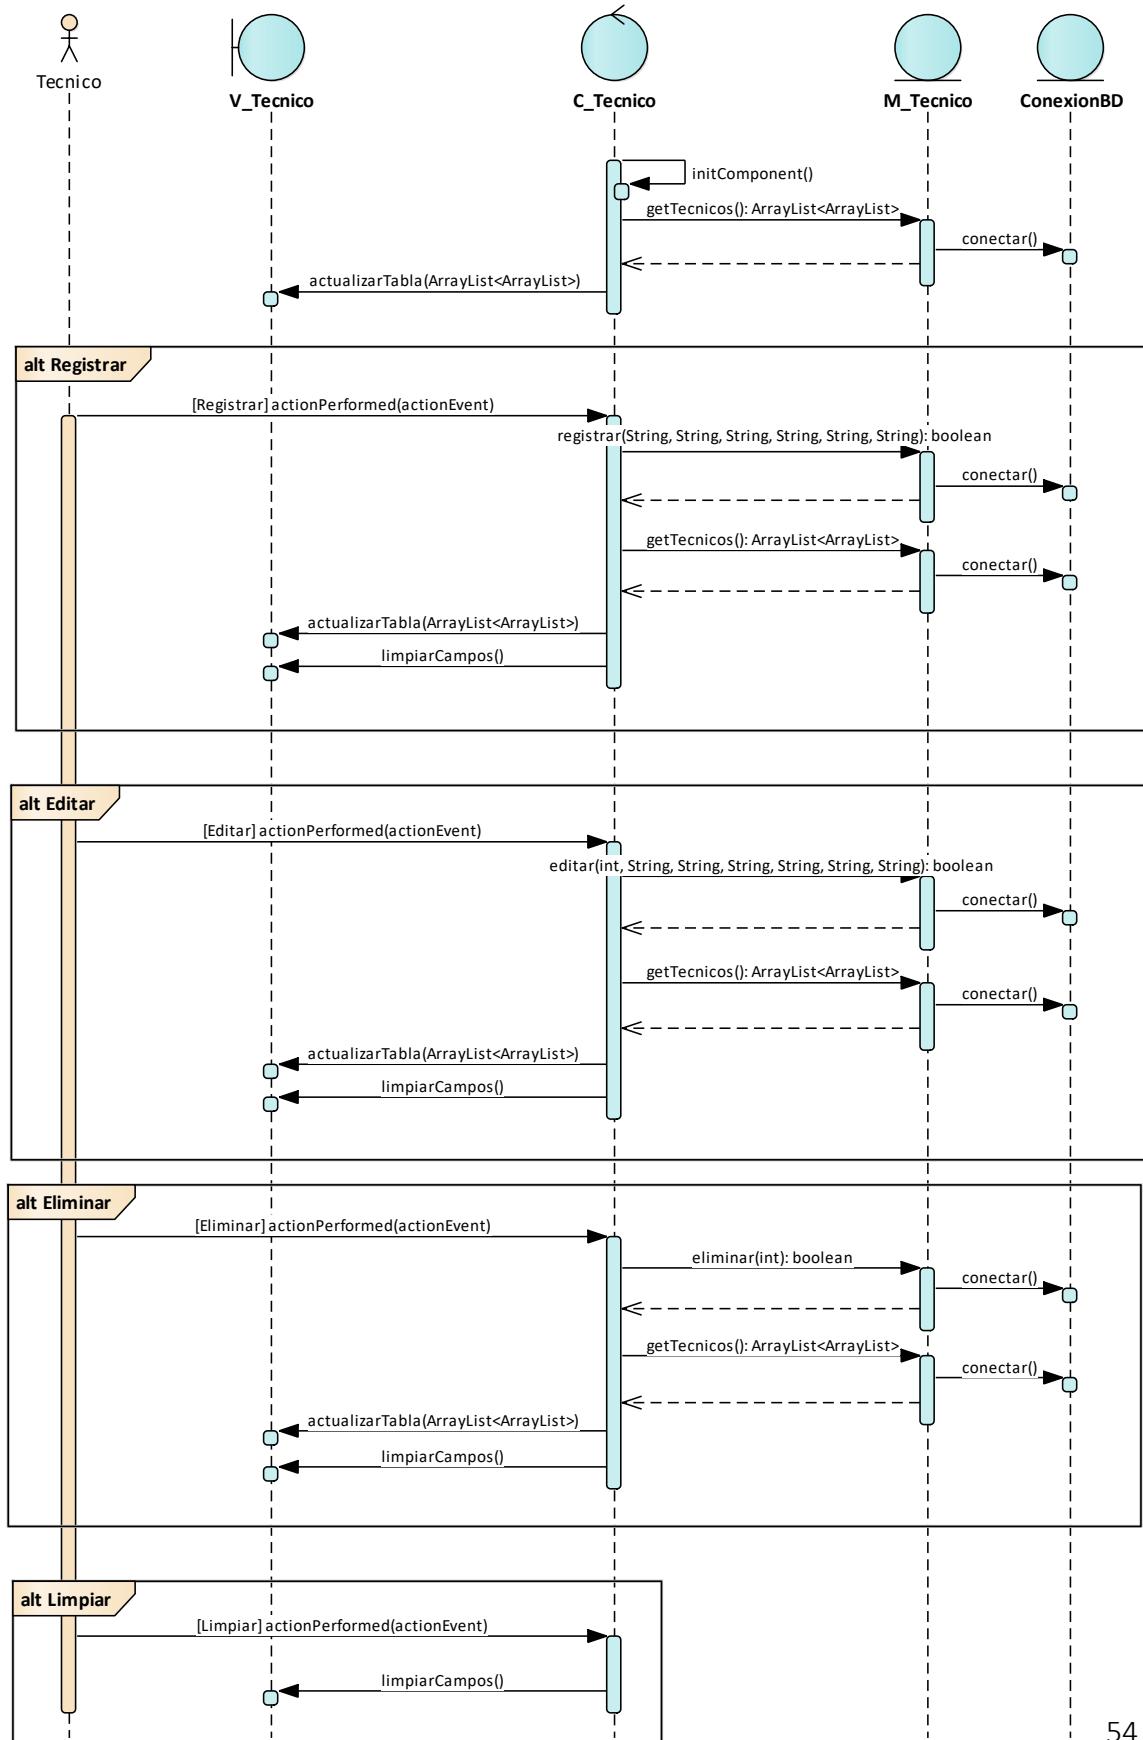 Tecnico
V_Tecnico
C_Tecnico
M_Tecnico
ConexionBD
initComponent()
getTecnicos(): ArrayList<ArrayList>
conectar()
actualizarTabla(ArrayList<ArrayList>)
alt Registrar
[Registrar] actionPerformed(actionEvent)
registrar(String, String, String, String, String, String): boolean
conectar()
getTecnicos(): ArrayList<ArrayList>
conectar()
actualizarTabla(ArrayList<ArrayList>)
limpiarCampos()
alt Editar
[Editar] actionPerformed(actionEvent)
editar(int, String, String, String, String, String, String): boolean
conectar()
getTecnicos(): ArrayList<ArrayList>
conectar()
actualizarTabla(ArrayList<ArrayList>)
limpiarCampos()
alt Eliminar
[Eliminar] actionPerformed(actionEvent)
eliminar(int): boolean
conectar()
getTecnicos(): ArrayList<ArrayList>
conectar()
actualizarTabla(ArrayList<ArrayList>)
limpiarCampos()
alt Limpiar
[Limpiar] actionPerformed(actionEvent)
limpiarCampos()
54